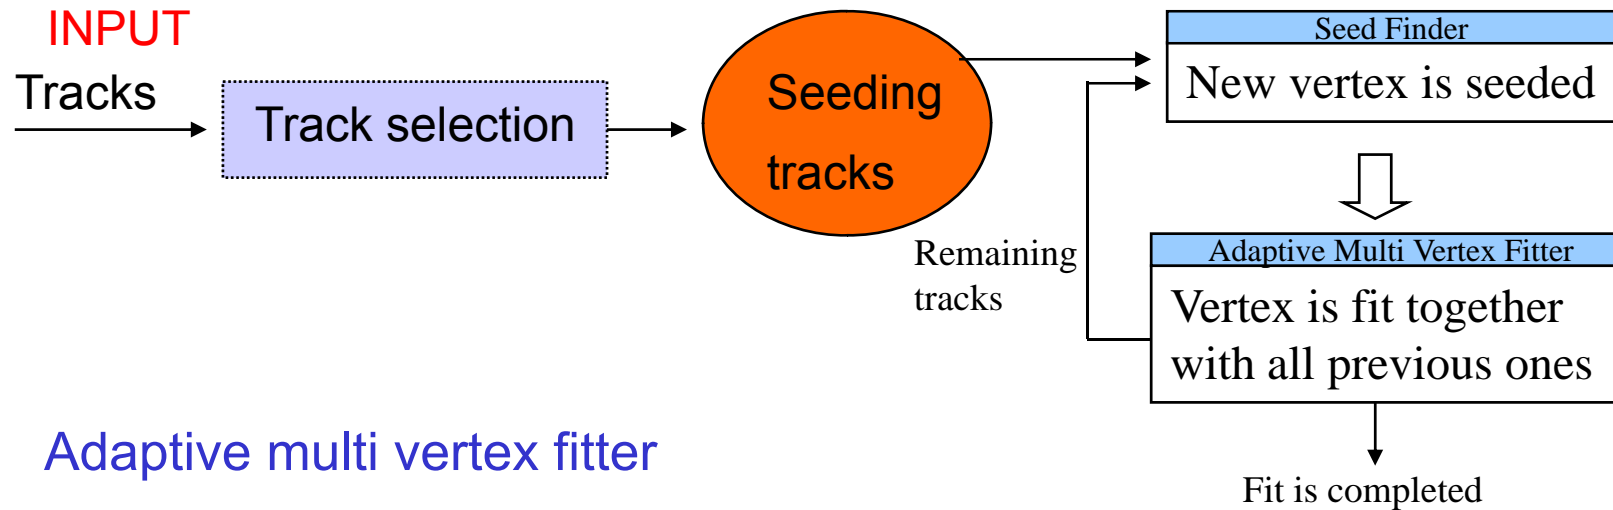 INPUT
Tracks
Track selection
Seeding
tracks
Seed Finder
New vertex is seeded
Remaining
tracks
Adaptive Multi Vertex Fitter
Vertex is fit together
with all previous ones
Adaptive multi vertex fitter
Fit is completed